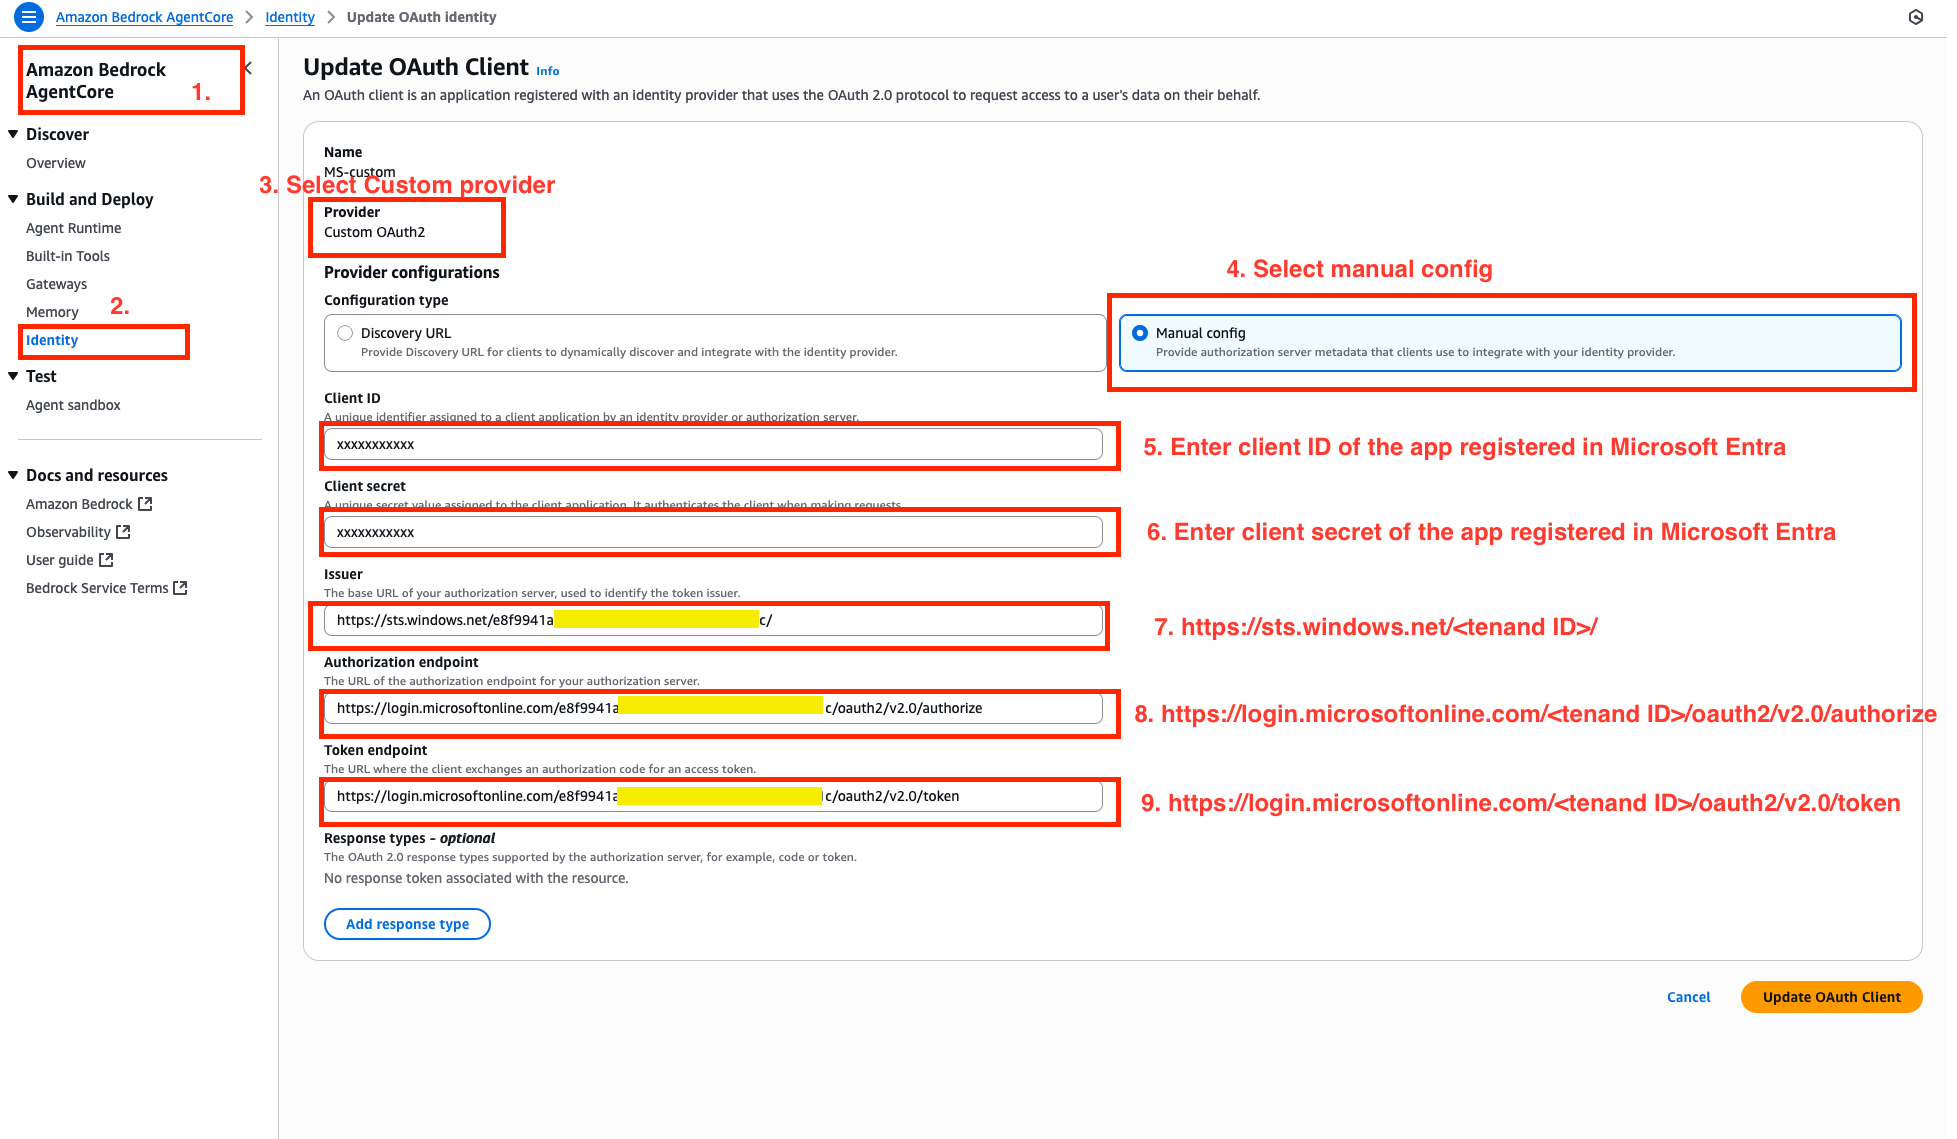 Amazon Bedrock AgentCore > Identity > Update OAuth identity
Amazon Bedrock
AgentCore
1.
Discover
Overview
Build and Deploy
Agent Runtime
Built-in Tools
Gateways
Memory
2.
Identity
Test
Agent sandbox
Docs and resources
Amazon Bedrock
Observability
User guide
Bedrock Service Terms
Update OAuth Client Info
An OAuth client is an application registered with an identity provider that uses the OAuth 2.0 protocol to request access to a user's data on their behalf.
Name
MS-custom
3. Select Custom provider
Provider
Custom OAuth2
Provider configurations
4. Select manual config
Configuration type
Discovery URL
Provide Discovery URL for clients to dynamically discover and integrate with the identity provider.
Manual config
Provide authorization server metadata that clients use to integrate with your identity provider.
Client ID
A unique identifier assigned to a client application by an identity provider or authorization server.
xxxxxxxxxxx
5. Enter client ID of the app registered in Microsoft Entra
Client secret
A unique secret value assigned to the client application. It authenticates the client when making requests.
xxxxxxxxxxx
6. Enter client secret of the app registered in Microsoft Entra
Issuer
The base URL of your authorization server, used to identify the token issuer.
https://sts.windows.net/e8f9941a c/
7. https://sts.windows.net/<tenand ID>/
Authorization endpoint
The URL of the authorization endpoint for your authorization server.
https://login.microsoftonline.com/e8f9941a c/oauth2/v2.0/authorize
8. https://login.microsoftonline.com/<tenand ID>/oauth2/v2.0/authorize
Token endpoint
The URL where the client exchanges an authorization code for an access token.
https://login.microsoftonline.com/e8f9941a c/oauth2/v2.0/token
9. https://login.microsoftonline.com/<tenand ID>/oauth2/v2.0/token
Response types - optional
The OAuth 2.0 response types supported by the authorization server, for example, code or token.
No response token associated with the resource.
Add response type
Cancel
Update OAuth Client